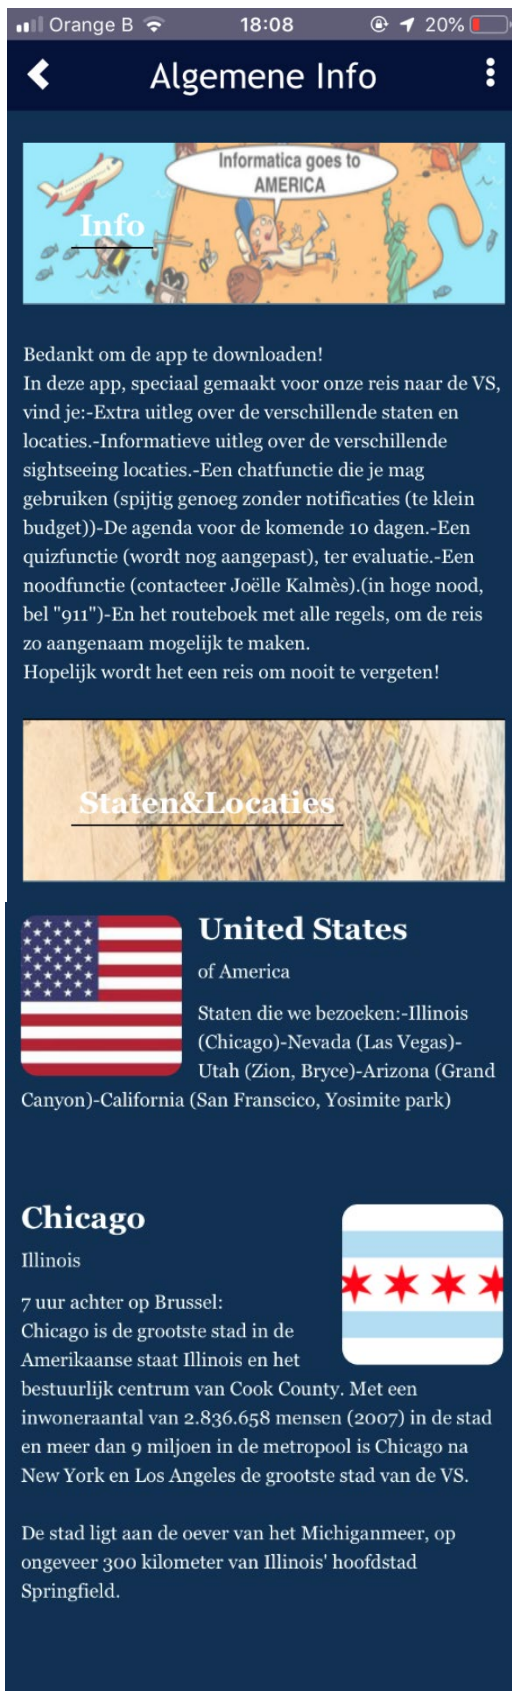 Orange B 18:08 20%
Algemene Info
Informatica goes to
AMERICA
Info
Bedankt om de app te downloaden!
In deze app, speciaal gemaakt voor onze reis naar de VS,
vind je:-Extra uitleg over de verschillende staten en
locaties.-Informatieve uitleg over de verschillende
sightseeing locaties.-Een chatfunctie die je mag
gebruiken (spijtig genoeg zonder notificaties (te klein
budget))-De agenda voor de komende 10 dagen.-Een
quizfunctie (wordt nog aangepast), ter evaluatie.-Een
noodfunctie (contacteer Joëlle Kalmès).(in hoge nood,
bel "911")-En het routeboek met alle regels, om de reis
zo aangenaam mogelijk te maken.
Hopelijk wordt het een reis om nooit te vergeten!
Staten&Locaties
United States
of America
Staten die we bezoeken:-Illinois
(Chicago)-Nevada (Las Vegas)-
Utah (Zion, Bryce)-Arizona (Grand
Canyon)-California (San Franscico, Yosimite park)
Chicago
Illinois
7 uur achter op Brussel:
Chicago is de grootste stad in de
Amerikaanse staat Illinois en het
bestuurlijk centrum van Cook County. Met een
inwoneraantal van 2.836.658 mensen (2007) in de stad
en meer dan 9 miljoen in de metropool is Chicago na
New York en Los Angeles de grootste stad van de VS.
De stad ligt aan de oever van het Michiganmeer, op
ongeveer 300 kilometer van Illinois' hoofdstad
Springfield.